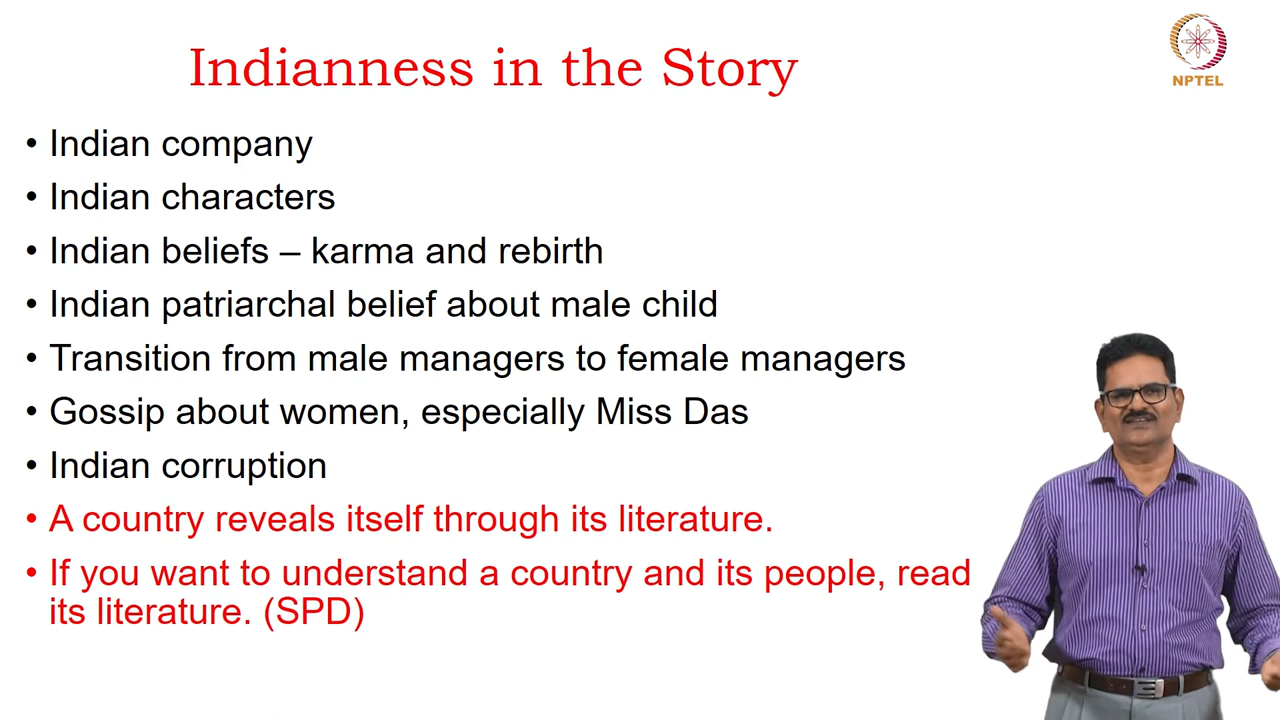 Indianness in the Story
NPTEL
• Indian company
• Indian characters
• Indian beliefs – karma and rebirth
• Indian patriarchal belief about male child
• Transition from male managers to female managers
• Gossip about women, especially Miss Das
• Indian corruption
• A country reveals itself through its literature.
• If you want to understand a country and its people, read
its literature. (SPD)